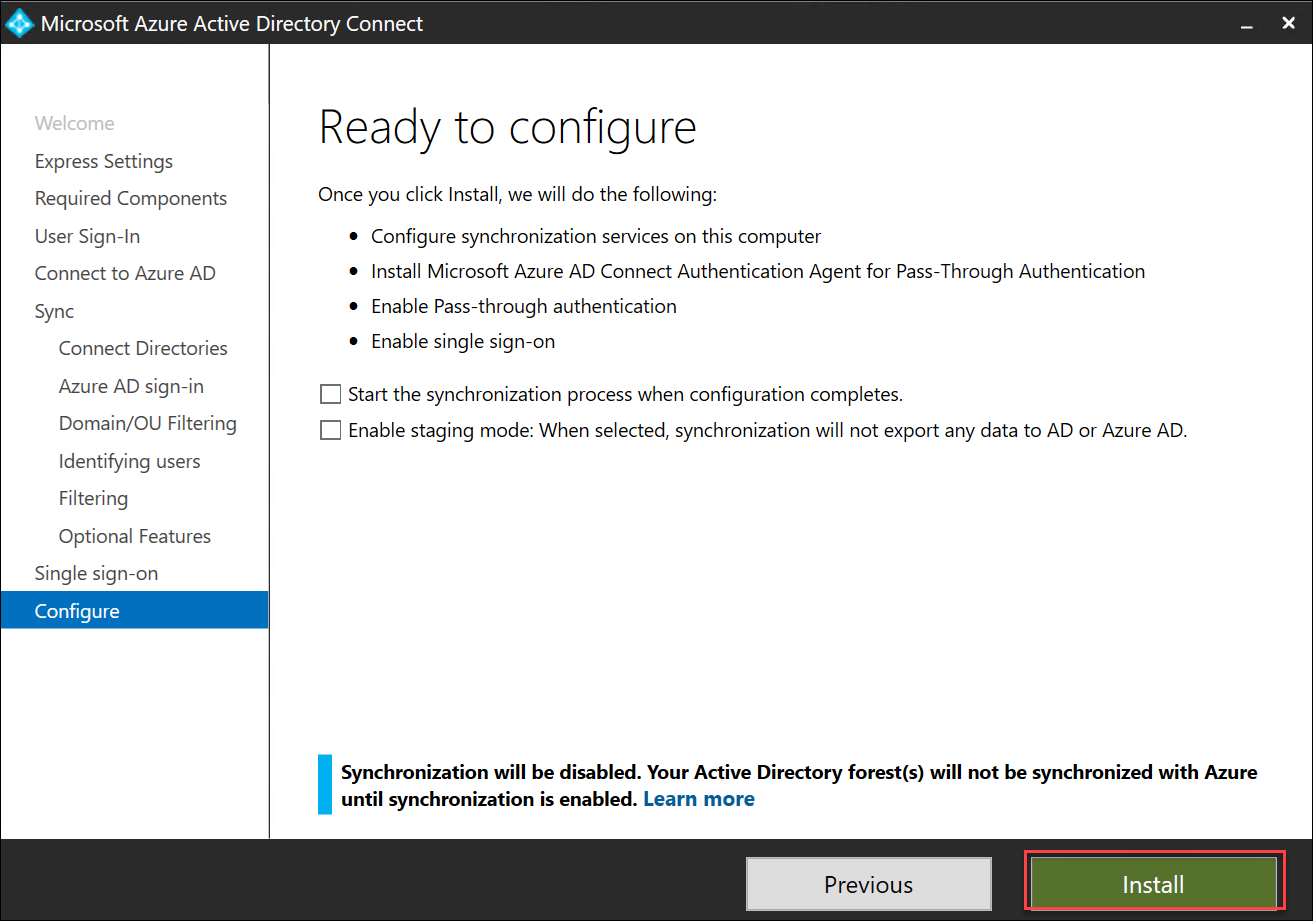 Microsoft Azure Active Directory Connect
Welcome
Express Settings
Required Components
User Sign-In
Connect to Azure AD
Sync
Connect Directories
Azure AD sign-in
Domain/OU Filtering
Identifying users
Filtering
Optional Features
Single sign-on
Configure
Ready to configure
Once you click Install, we will do the following:
Configure synchronization services on this computer
Install Microsoft Azure AD Connect Authentication Agent for Pass-Through Authentication
Enable Pass-through authentication
Enable single sign-on
Start the synchronization process when configuration completes.
Enable staging mode: When selected, synchronization will not export any data to AD or Azure AD.
Synchronization will be disabled. Your Active Directory forest(s) will not be synchronized with Azure
until synchronization is enabled. Learn more
Previous
Install